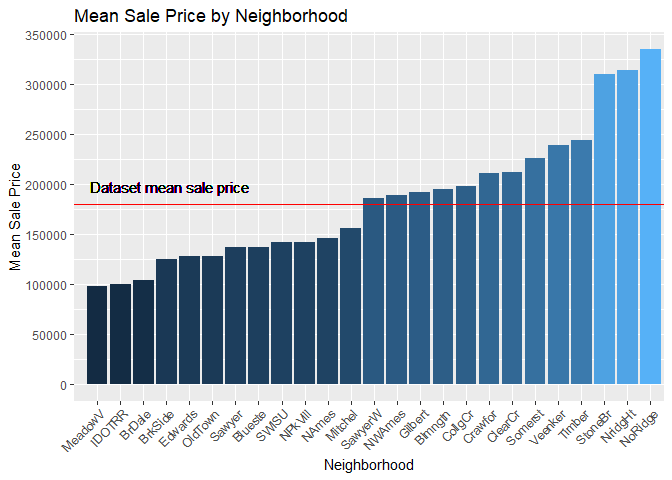 Mean Sale Price by Neighborhood
350000
300000
250000
200000
150000
100000
50000
0
Mean Sale Price
Dataset mean sale price
MeadowV
IDOTRR
BrDale
BrkSide
Edwards
OldTown
Sawyer
Blueste
SWISU
NPkVill
NAmes
Mitchel
SawyerW
NWAmes
Gilbert
Blmngtn
CollgCr
Crawfor
ClearCr
Somerst
Veenker
Timber
StoneBr
NridgHt
NoRidge
Neighborhood